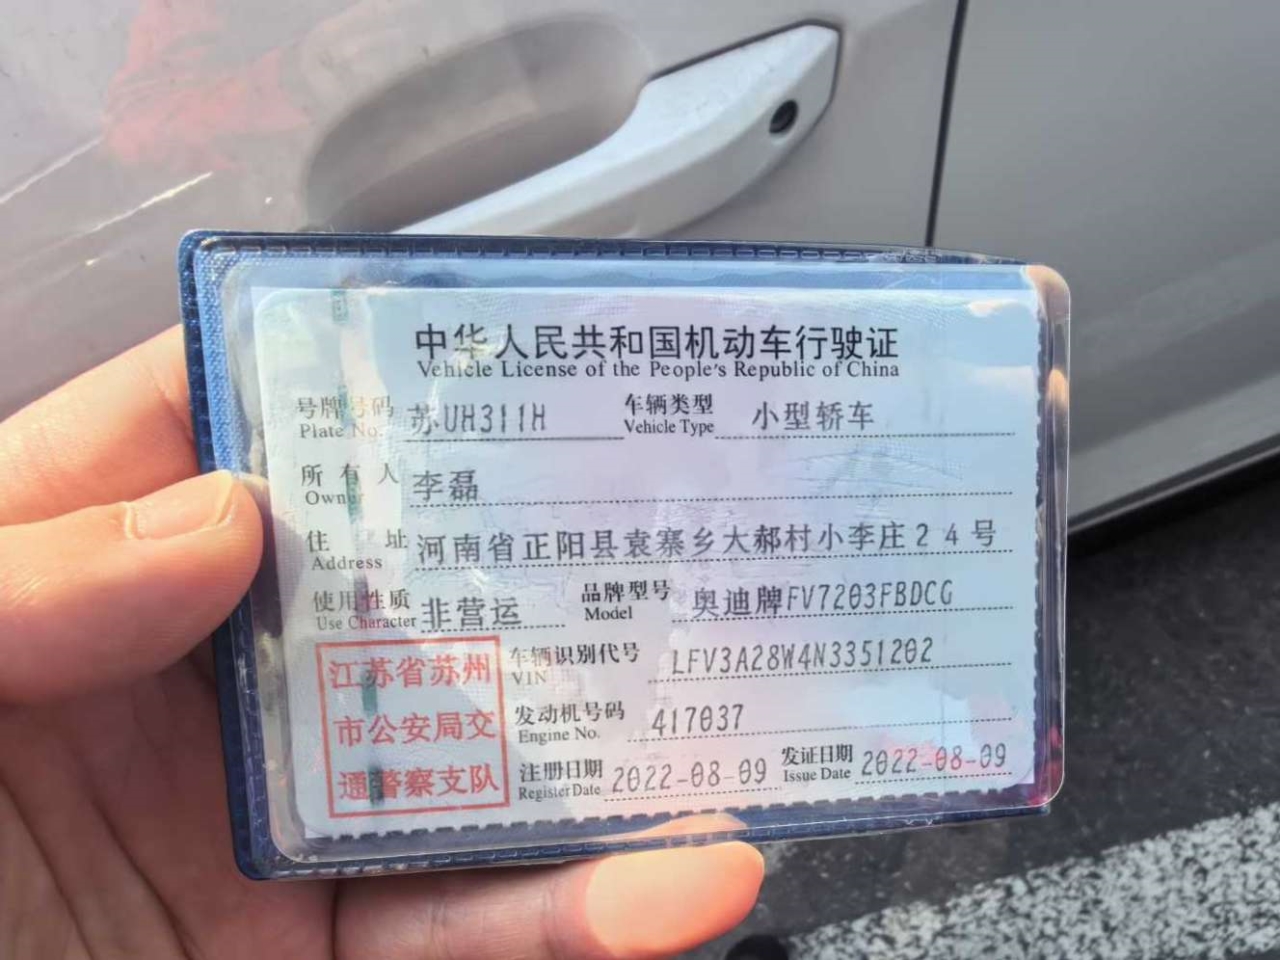 中华人民共和国机动车行驶证
Vehicle License of the People's Republic of China
号牌号码 苏UH311H 车辆类型 小型轿车
Plate No. Vehicle Type
所有人 李磊
Owner
住址 河南省正阳县袁寨乡大郝村小李庄24号
Address
使用性质 非营运 品牌型号 奥迪牌FV7203FBDCG
Use Character Model
江苏省苏州
市公安局交
通警察支队
车辆识别代号 LFV3A28W4N3351202
VIN
发动机号码 417037
Engine No.
注册日期 2022-08-09 发证日期 2022-08-09
Register Date Issue Date